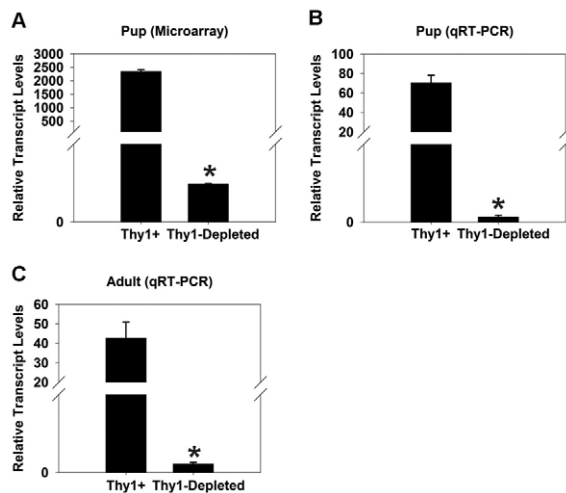 A
Pup (Microarray)
Relative Transcript Levels
3000
2500
2000
1500
1000
500
0
*
Thy1+ Thy1-Depleted
B
Pup (qRT-PCR)
Relative Transcript Levels
100
80
60
40
20
0
*
Thy1+ Thy1-Depleted
C
Adult (qRT-PCR)
Relative Transcript Levels
60
50
40
30
20
0
*
Thy1+ Thy1-Depleted